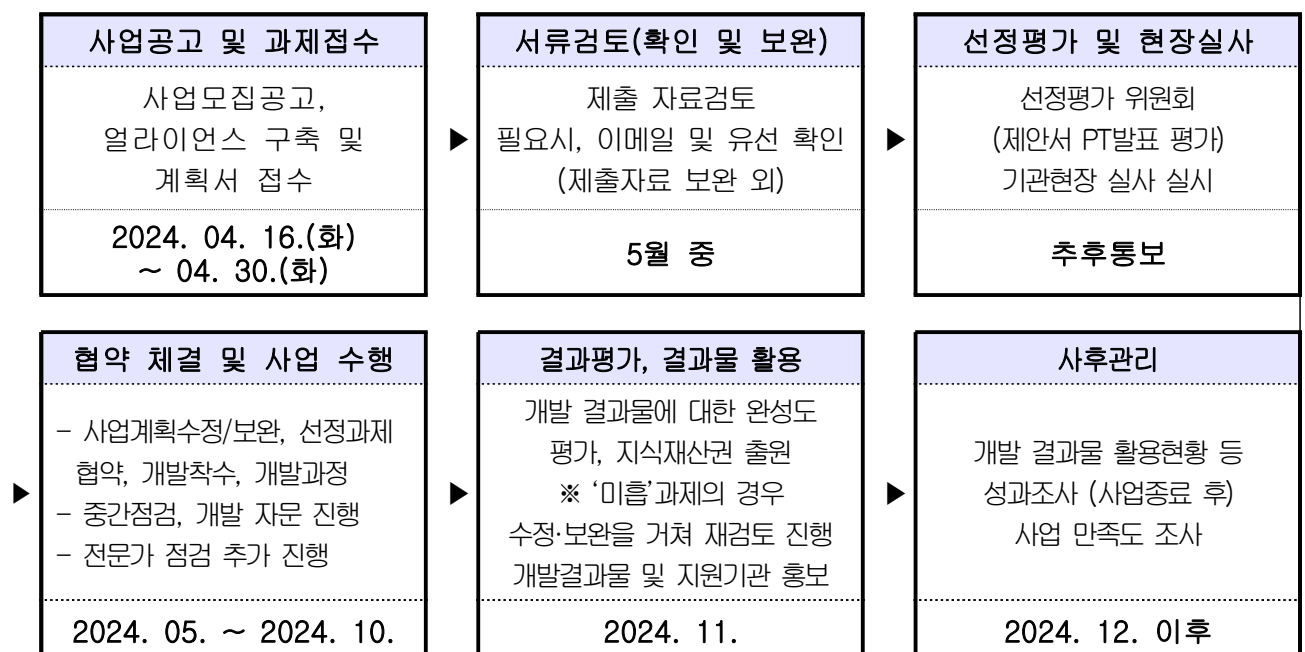 사업공고 및 과제접수
사업모집공고,
얼라이언스 구축 및
계획서 접수
2024. 04. 16.(화)
~ 04. 30.(화)
▶
서류검토(확인 및 보완)
제출 자료검토
필요시, 이메일 및 유선 확인
(제출자료 보완 외)
5월 중
▶
선정평가 및 현장실사
선정평가 위원회
(제안서 PT발표 평가)
기관현장 실사 실시
추후통보
▶
협약 체결 및 사업 수행
- 사업계획수정/보완, 선정과제
협약, 개발착수, 개발과정
- 중간점검, 개발 자문 진행
- 전문가 점검 추가 진행
2024. 05. ~ 2024. 10.
▶
결과평가, 결과물 활용
개발 결과물에 대한 완성도
평가, 지식재산권 출원
※ ‘미흡’과제의 경우
수정·보완을 거쳐 재검토 진행
개발결과물 및 지원기관 홍보
2024. 11.
▶
사후관리
개발 결과물 활용현황 등
성과조사 (사업종료 후)
사업 만족도 조사
2024. 12. 이후